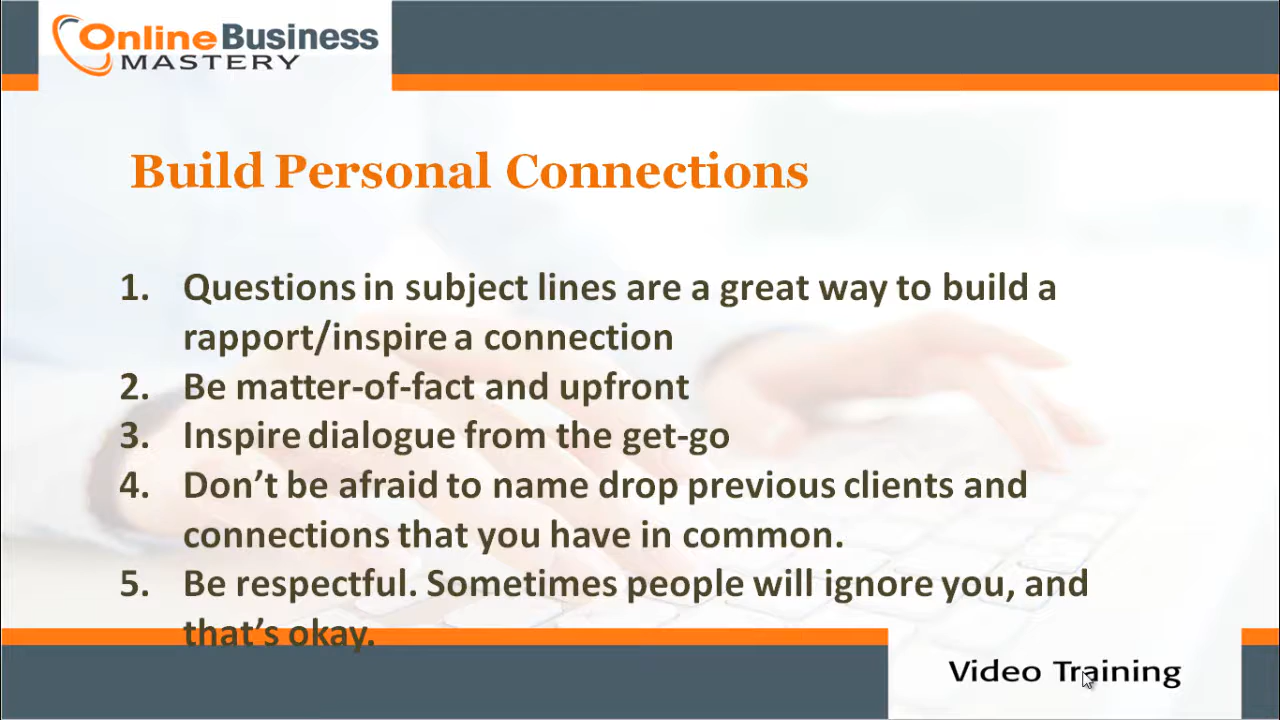 Online Business
MASTERY
Build Personal Connections
1. Questions in subject lines are a great way to build a
rapport/inspire a connection
2. Be matter-of-fact and upfront
3. Inspire dialogue from the get-go
4. Don’t be afraid to name drop previous clients and
connections that you have in common.
5. Be respectful. Sometimes people will ignore you, and
that’s okay.
Video Training